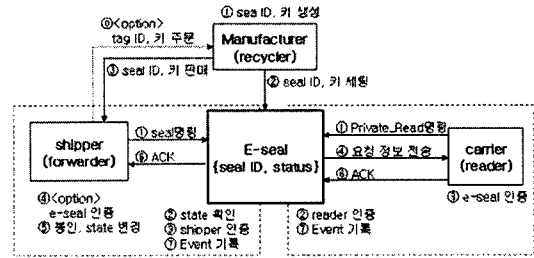 ① sea ID, 키 생성
⓪<option>
tag ID, 키 주문
Manufacturer
(recycler)
③ seal ID, 키 판매
② seal ID, 키 세팅
shipper
(forwarder)
① seal명령
⑥ ACK
E-seal
{seal ID, status}
① Private_Read명령
④ 요청 정보 전송
⑥ ACK
carrier
(reader)
④<option>
e-seal 인증
⑤ 봉인, state 변경
② state 확인
③ shipper 인증
⑦ Event 기록
② reader 인증
⑦ Event 기록
⑤ e-seal 인증